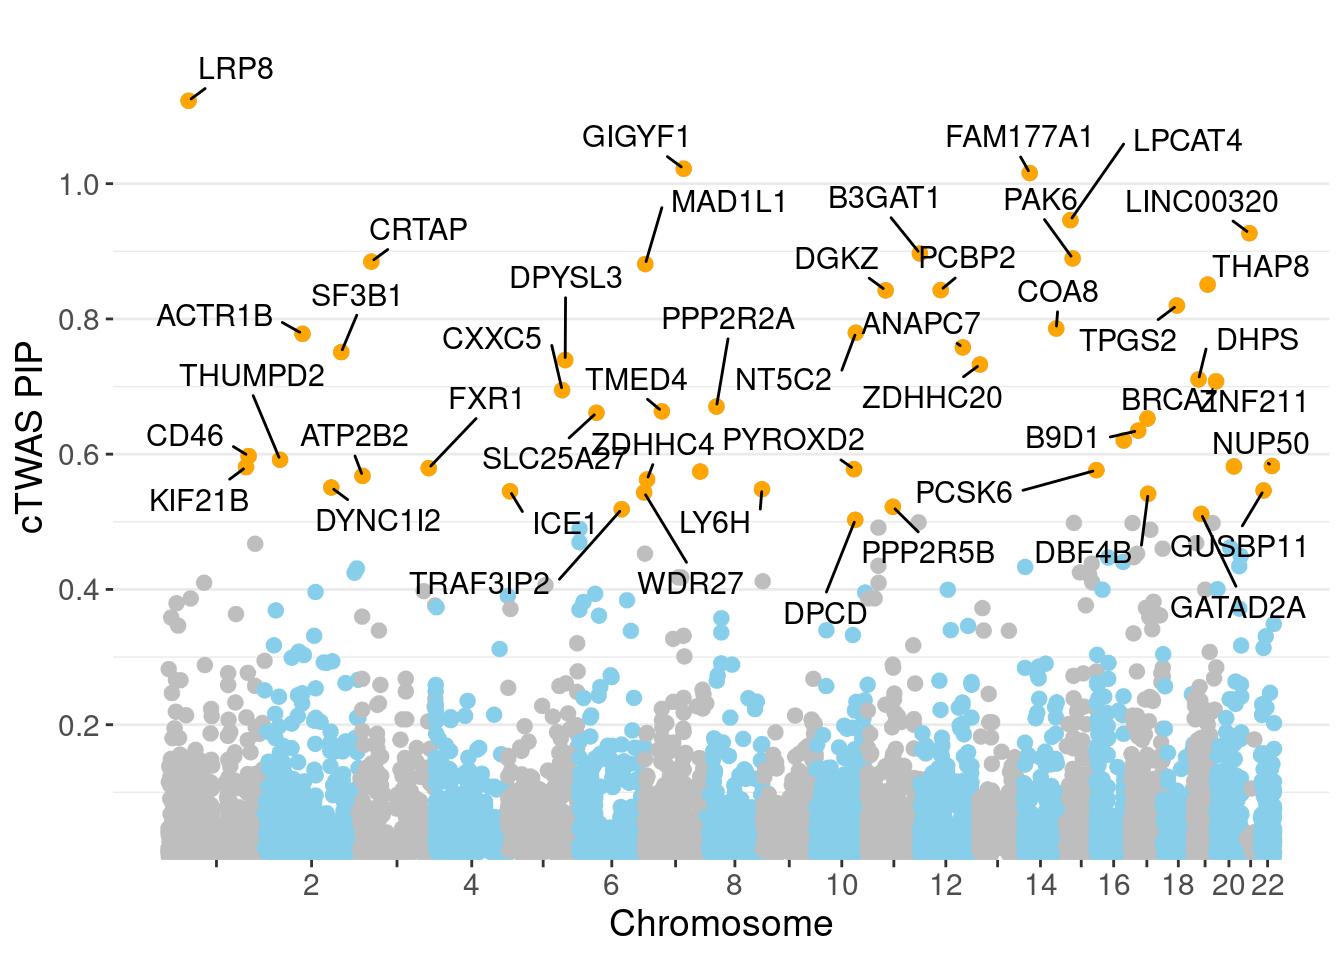 LRP8
GIGYF1
FAM177A1
LPCAT4
1.0
MAD1L1
B3GAT1
PAK6
LINC00320
CRTAP
DGKZ
PCBP2
THAP8
DPYSL3
SF3B1
COA8
ACTR1B
0.8
PPP2R2A
ANAPC7
TPGS2
DHPS
CXXC5
THUMPD2
TMED4
NT5C2
FXR1
ZDHHC20
ZNF211
CD46
ATP2B2
ZDHHC4
PYROXD2
B9D1
NUP50
0.6
SLC25A27
PCSK6
KIF21B
DYNC1I2
ICE1
LY6H
PPP2R5B
DBF4B
GUSBP11
TRAF3IP2
WDR27
0.4
DPCD
GATAD2A
0.2
cTWAS PIP
2 4 6 8 10 12 14 16 18 20 22
Chromosome